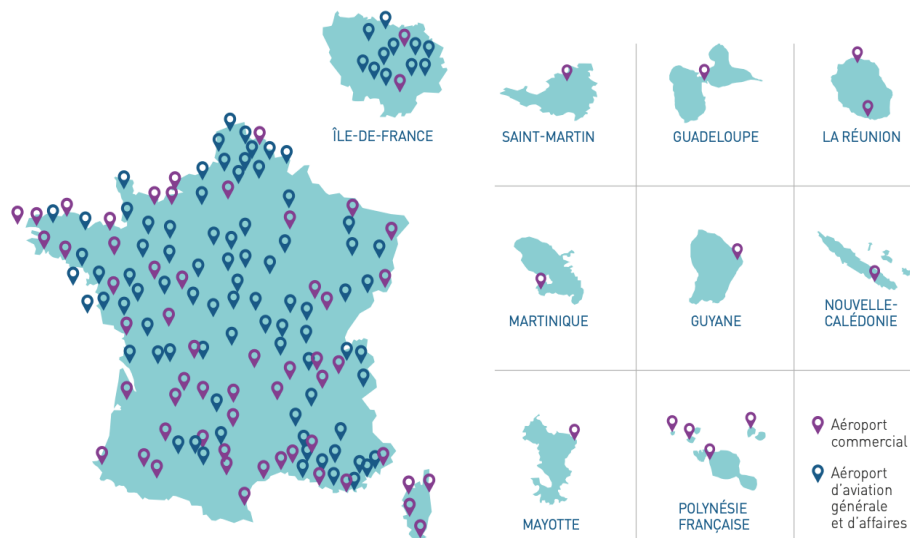 ÎLE-DE-FRANCE
SAINT-MARTIN
GUADELOUPE
LA RÉUNION
MARTINIQUE
GUYANE
NOUVELLE-
CALÉDONIE
MAYOTTE
POLYNÉSIE
FRANÇAISE
Aéroport
commercial
Aéroport
d'aviation
générale
et d'affaires